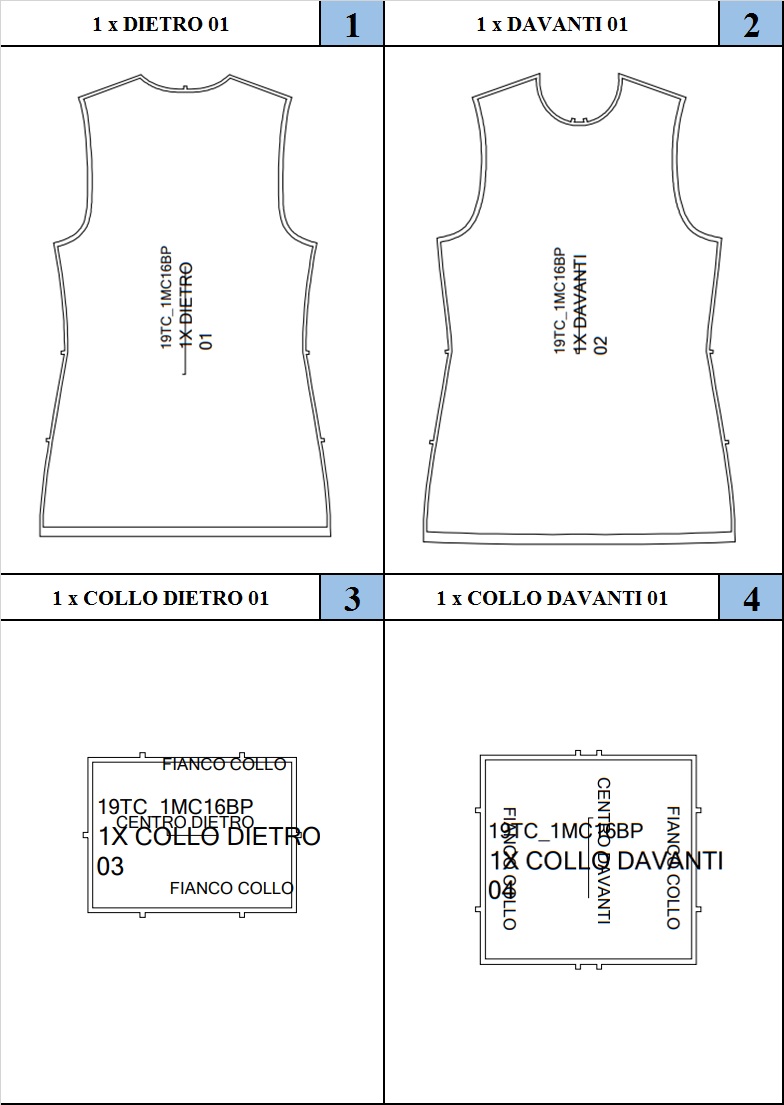 1 x DIETRO 01
1
1 x DAVANTI 01
2
19TC_1MC16BP
1X DIETRO
01
19TC_1MC16BP
1X DAVANTI
02
1 x COLLO DIETRO 01
3
1 x COLLO DAVANTI 01
4
FIANCO COLLO
19TC_1MC16BP
CENTRO DIETRO
1X COLLO DIETRO
03
FIANCO COLLO
FIANCO COLLO
CENTRO DAVANTI
FIANCO COLLO
19TC_1MC16BP
1X COLLO DAVANTI
04